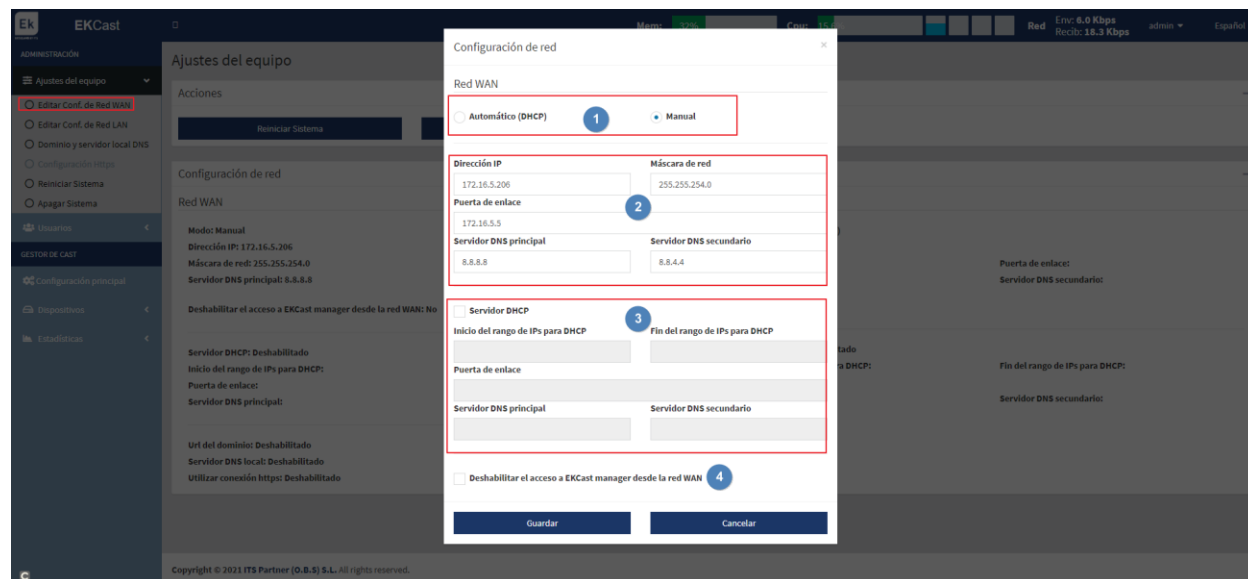 Ek EKCast
Mem: 32% Cpu: 15.6%
Red Env: 6.0 Kbps
Recib: 18.3 Kbps
admin
Español
ADMINISTRACIÓN
Ajustes del equipo
Editar Conf. de Red WAN
Editar Conf. de Red LAN
Dominio y servidor local DNS
Configuración Https
Reiniciar Sistema
Apagar Sistema
Usuarios
GESTOR DE CAST
Configuración principal
Dispositivos
Estadísticas
Ajustes del equipo
Acciones
Reiniciar Sistema
Configuración de red
Red WAN
Modo: Manual
Dirección IP: 172.16.5.206
Máscara de red: 255.255.254.0
Servidor DNS principal: 8.8.8.8
Deshabilitar el acceso a EKCast manager desde la red WAN: No
Servidor DHCP: Deshabilitado
Inicio del rango de IPs para DHCP:
Puerta de enlace:
Servidor DNS principal:
Url del dominio: Deshabilitado
Servidor DNS local: Deshabilitado
Utilizar conexión https: Deshabilitado
Configuración de red ×
Red WAN
Automático (DHCP) 1 Manual
Dirección IP Máscara de red
172.16.5.206 255.255.254.0
Puerta de enlace 2
172.16.5.5
Servidor DNS principal Servidor DNS secundario
8.8.8.8 8.8.4.4
Servidor DHCP 3
Inicio del rango de IPs para DHCP Fin del rango de IPs para DHCP
Puerta de enlace
Servidor DNS principal Servidor DNS secundario
Deshabilitar el acceso a EKCast manager desde la red WAN 4
Guardar Cancelar
)
Puerta de enlace:
Servidor DNS secundario:
tado
a DHCP: Fin del rango de IPs para DHCP:
Servidor DNS secundario:
Copyright © 2021 ITS Partner (O.B.S) S.L. All rights reserved.